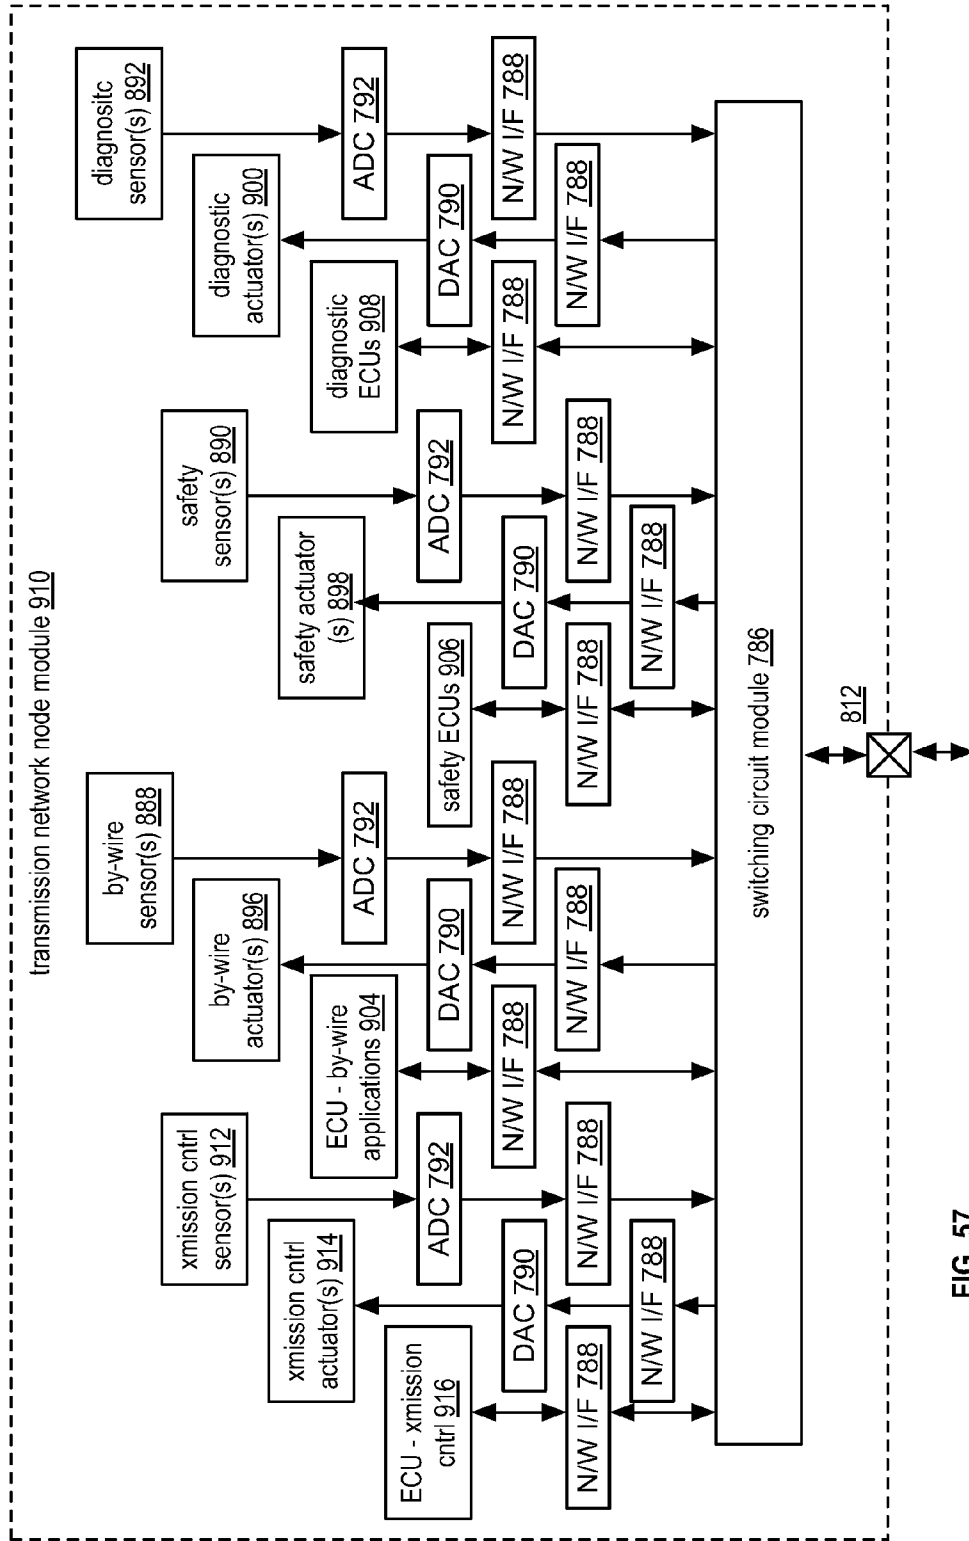 transmission network node module 910
xmission cntrl
sensor(s) 912
xmission cntrl
actuator(s) 914
ECU - xmission
cntrl 916
ADC 792
DAC 790
N/W I/F 788
N/W I/F 788
N/W I/F 788
by-wire
sensor(s) 888
by-wire
actuator(s) 896
ECU - by-wire
applications 904
ADC 792
DAC 790
N/W I/F 788
N/W I/F 788
N/W I/F 788
safety
sensor(s) 890
safety actuator
(s) 898
safety ECUs 906
ADC 792
DAC 790
N/W I/F 788
N/W I/F 788
N/W I/F 788
diagnositc
sensor(s) 892
diagnostic
actuator(s) 900
diagnostic
ECUs 908
ADC 792
DAC 790
N/W I/F 788
N/W I/F 788
N/W I/F 788
switching circuit module 786
812
FIG. 57